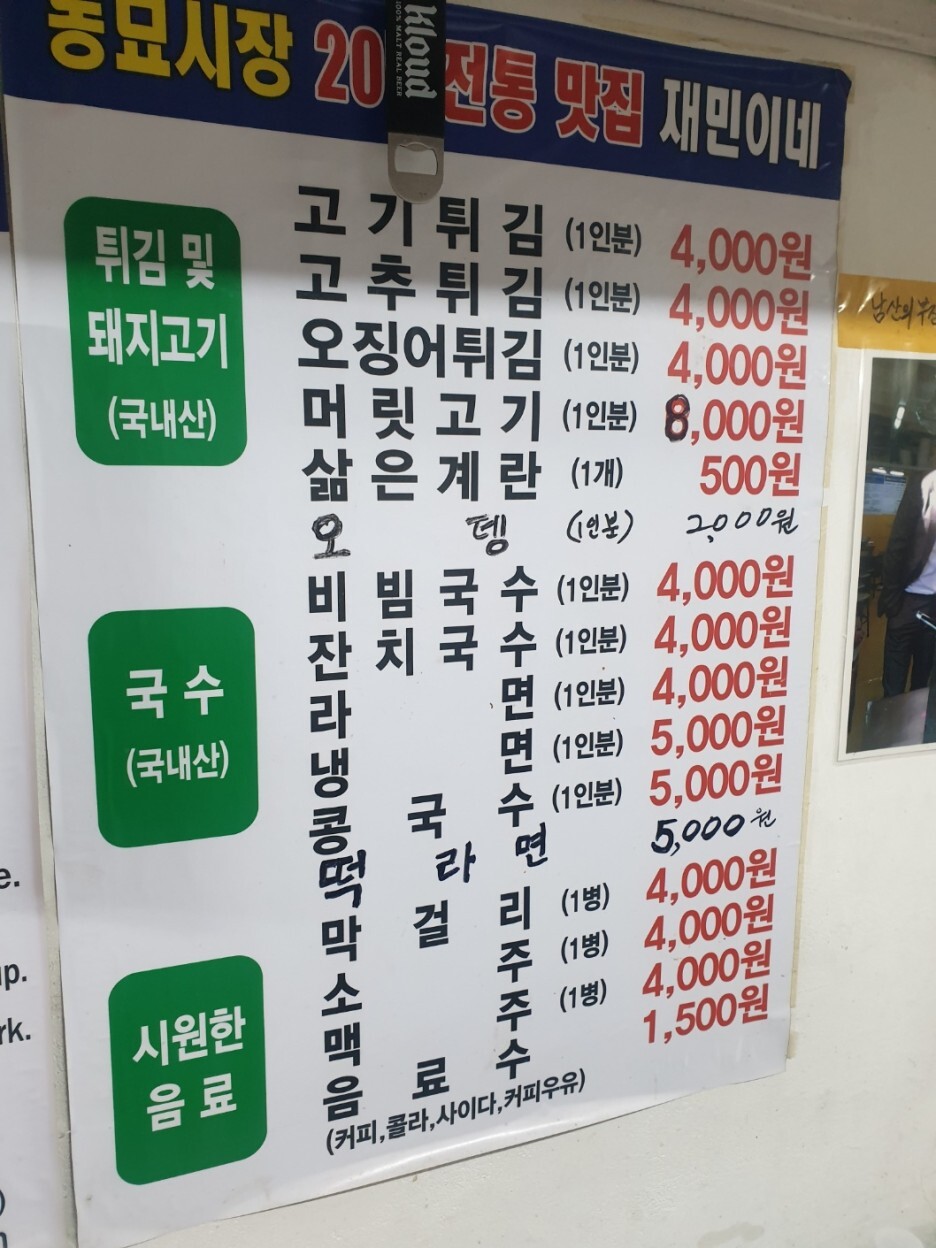 동묘시장 20 전통 맛집 재민이네
Kloud
100% MALT REAL BEER
튀김 및
돼지고기
(국내산)
고기튀김 (1인분) 4,000원
고추튀김 (1인분) 4,000원
오징어튀김 (1인분) 4,000원
머릿고기 (1인분) 8,000원
삶은계란 (1개) 500원
오뎅 (1인분) 2,000원
국수
(국내산)
비빔국수 (1인분) 4,000원
잔치국수 (1인분) 4,000원
라면 (1인분) 4,000원
냉면 (1인분) 5,000원
콩국수 (1인분) 5,000원
떡라면 5,000원
시원한
음료
막걸리 (1병) 4,000원
소주 (1병) 4,000원
맥주 (1병) 4,000원
음료수 1,500원
(커피,콜라,사이다,커피우유)
남산의
e.
up.
rk.